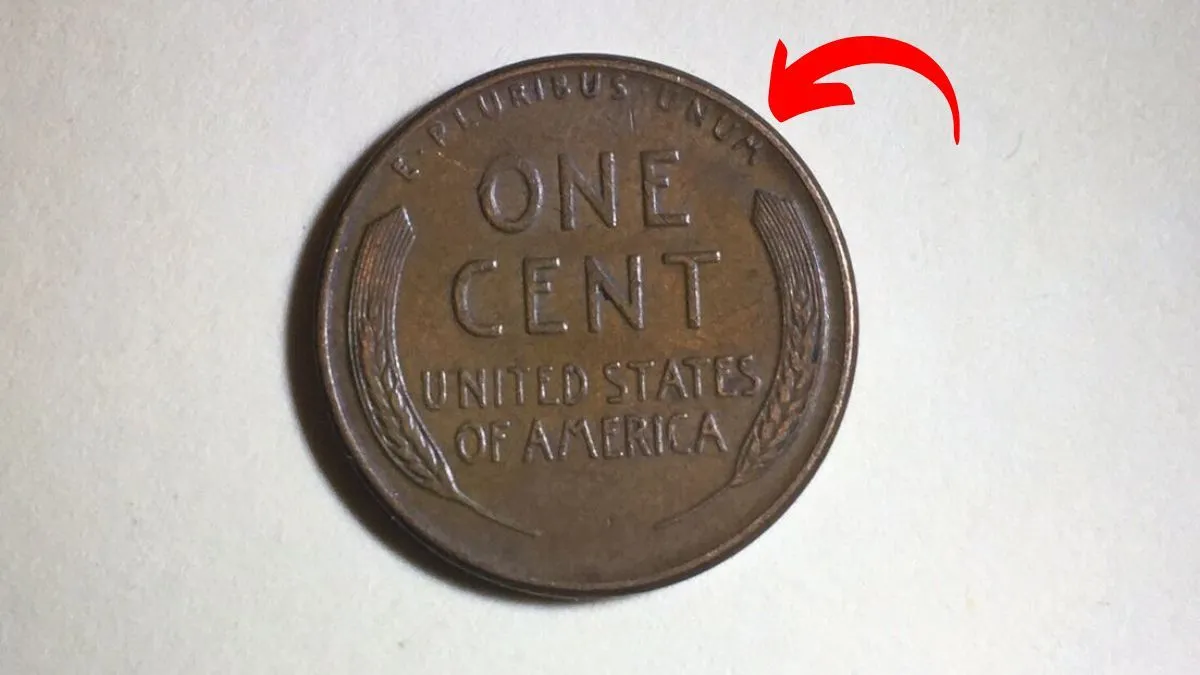 E · PLURIBUS · UNUM
ONE
CENT
UNITED STATES
OF AMERICA